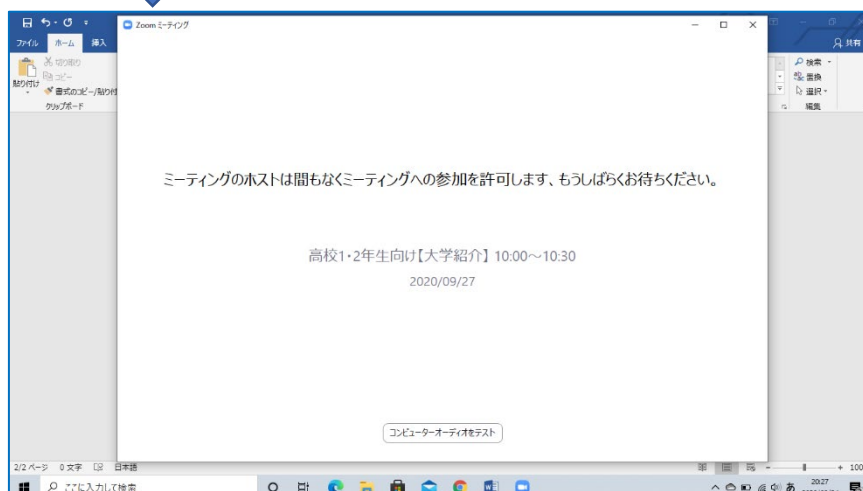 Zoom ミーティング
ファイル
ホーム
挿入
共有
貼り付け
切り取り
コピー
書式のコピー/貼り付
クリップボード
検索
置換
選択
編集
ミーティングのホストは間もなくミーティングへの参加を許可します、もうしばらくお待ちください。
高校1・2年生向け【大学紹介】 10:00～10:30
2020/09/27
コンピューターオーディオをテスト
2/2 ページ 0 文字 日本語
100
ここに入力して検索
あ
20:27